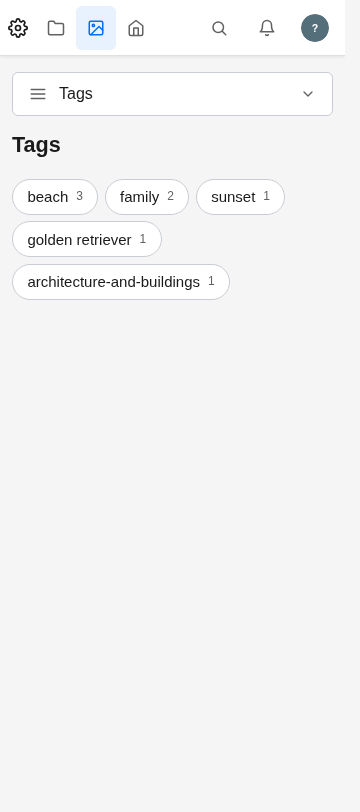 ?
Tags
Tags
beach 3 family 2 sunset 1
golden retriever 1
architecture-and-buildings 1